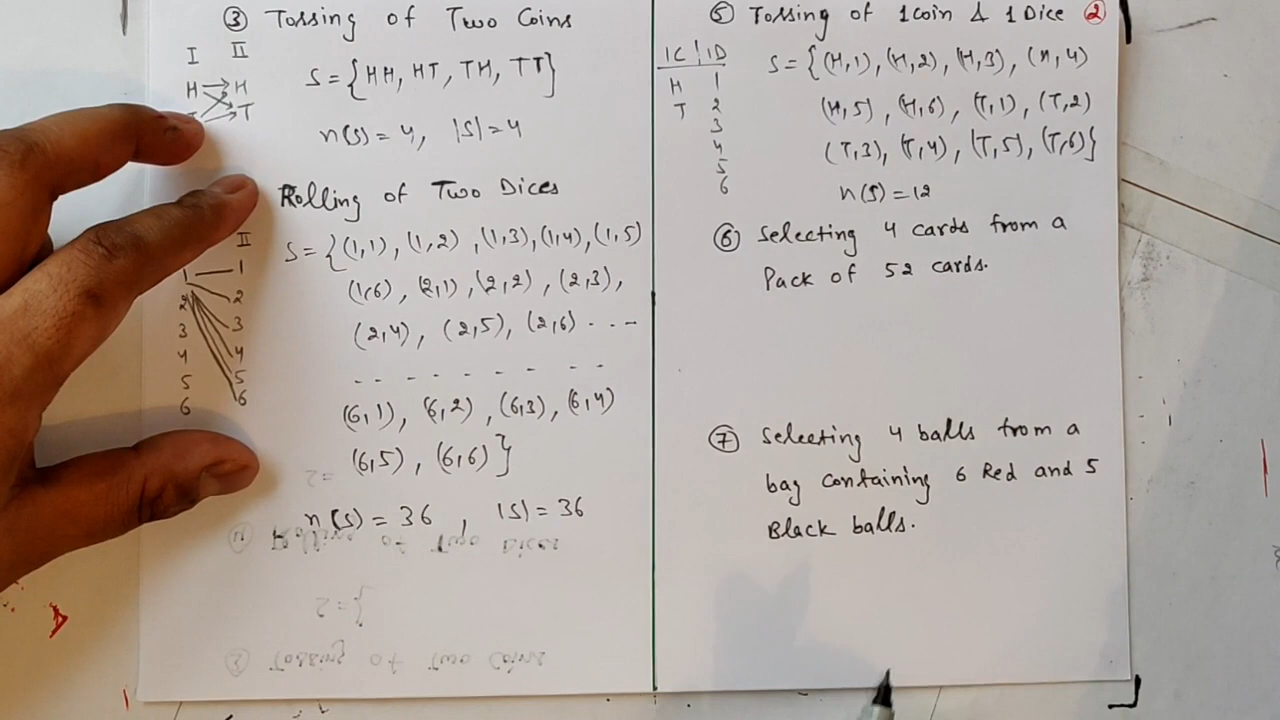 ③ Tossing of Two Coins
I II
H H
T
S = {HH, HT, TH, TT}
n(S) = 4, |S| = 4
Rolling of Two Dices
II
S = {(1,1), (1,2), (1,3), (1,4), (1,5)
(1,6), (2,1), (2,2), (2,3),
(2,4), (2,5), (2,6) - - -
- - - - - - - -
(6,1), (6,2), (6,3), (6,4)
(6,5), (6,6)}
1 1
2 2
3 3
4 4
5 5
6 6
n(S) = 36, |S| = 36
⑤ Tossing of 1 Coin & 1 Dice ②
1C | 1D
H 1
T 2
3
4
5
6
S = {(H,1), (H,2), (H,3), (H,4)
(H,5), (H,6), (T,1), (T,2)
(T,3), (T,4), (T,5), (T,6)}
n(S) = 12
⑥ Selecting 4 cards from a
Pack of 52 cards.
⑦ Selecting 4 balls from a
bag containing 6 Red and 5
Black balls.